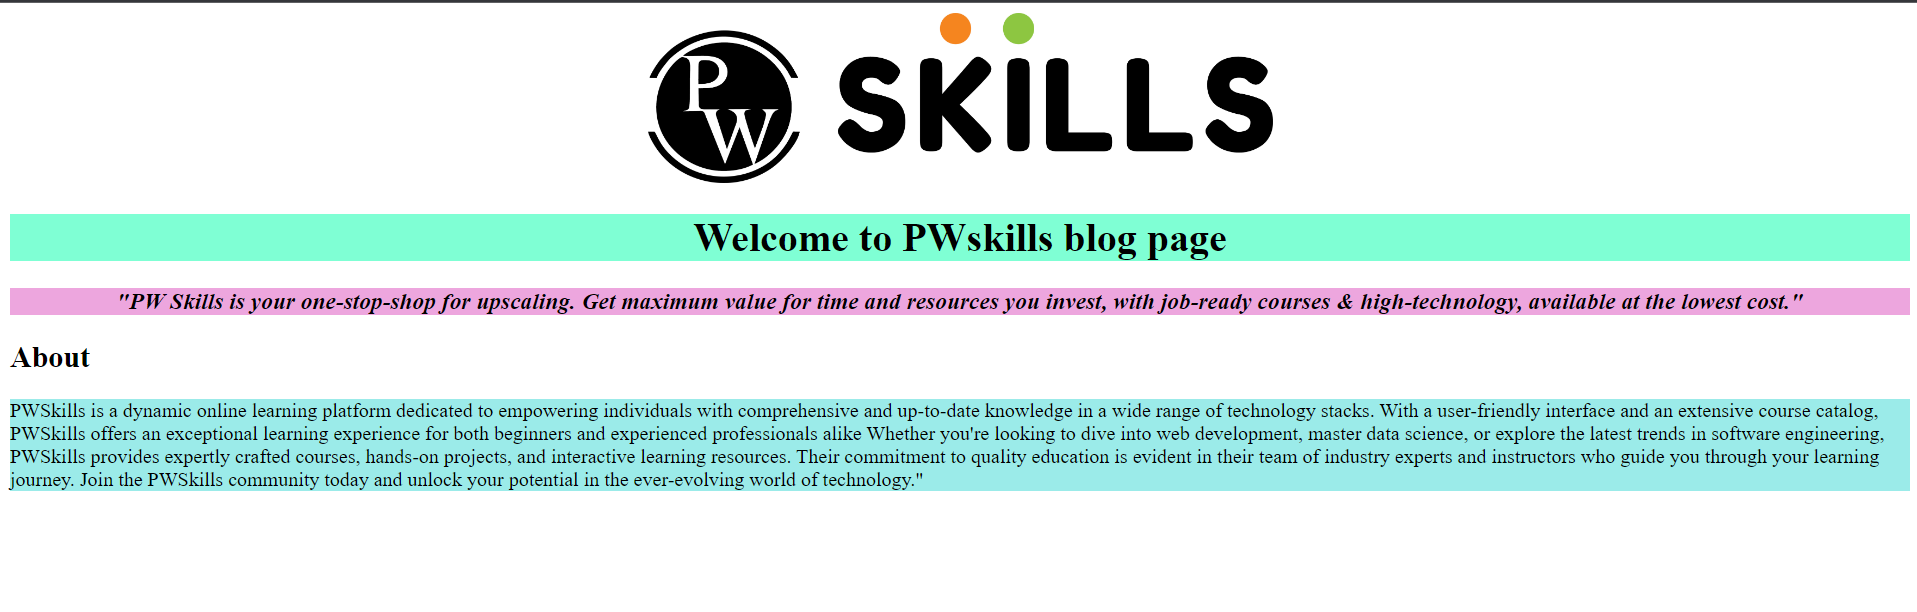 PW SKILLS
Welcome to PWskills blog page
"PW Skills is your one-stop-shop for upscaling. Get maximum value for time and resources you invest, with job-ready courses & high-technology, available at the lowest cost."
About
PWSkills is a dynamic online learning platform dedicated to empowering individuals with comprehensive and up-to-date knowledge in a wide range of technology stacks. With a user-friendly interface and an extensive course catalog,
PWSkills offers an exceptional learning experience for both beginners and experienced professionals alike Whether you're looking to dive into web development, master data science, or explore the latest trends in software engineering,
PWSkills provides expertly crafted courses, hands-on projects, and interactive learning resources. Their commitment to quality education is evident in their team of industry experts and instructors who guide you through your learning
journey. Join the PWSkills community today and unlock your potential in the ever-evolving world of technology."